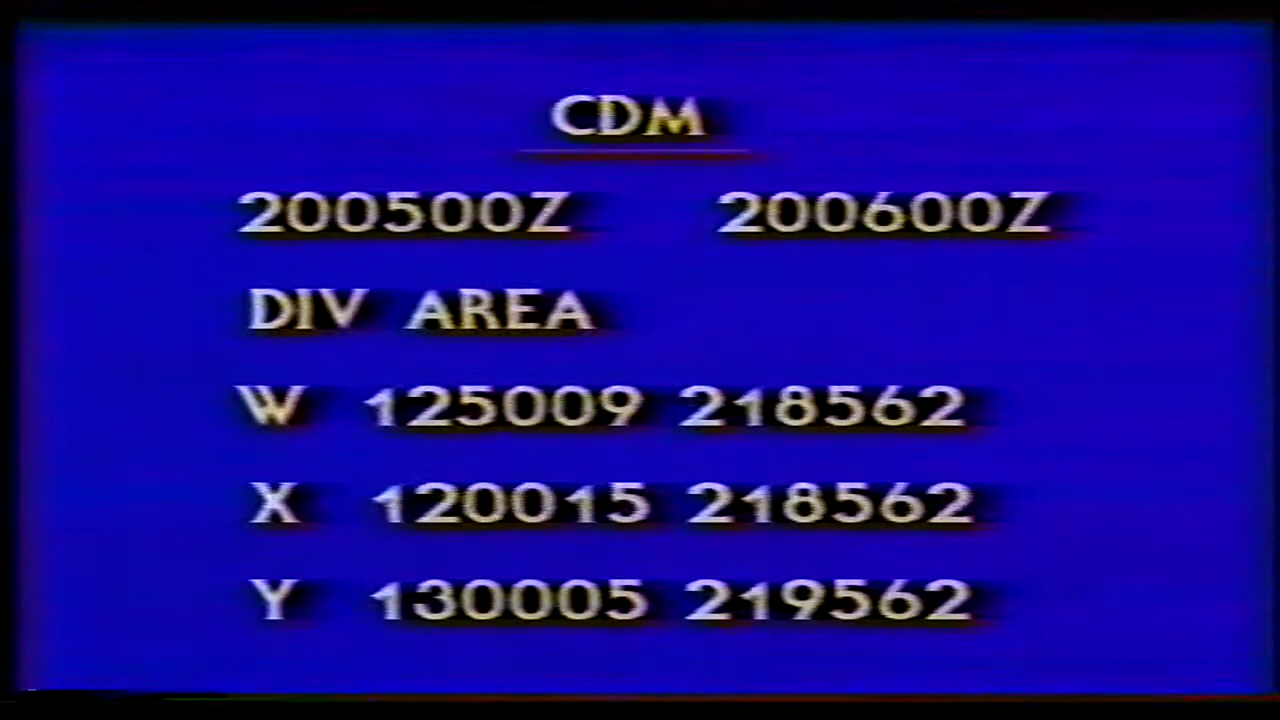 CDM
200500Z 200600Z
DIV AREA
W 125009 218562
X 120015 218562
Y 130005 219562